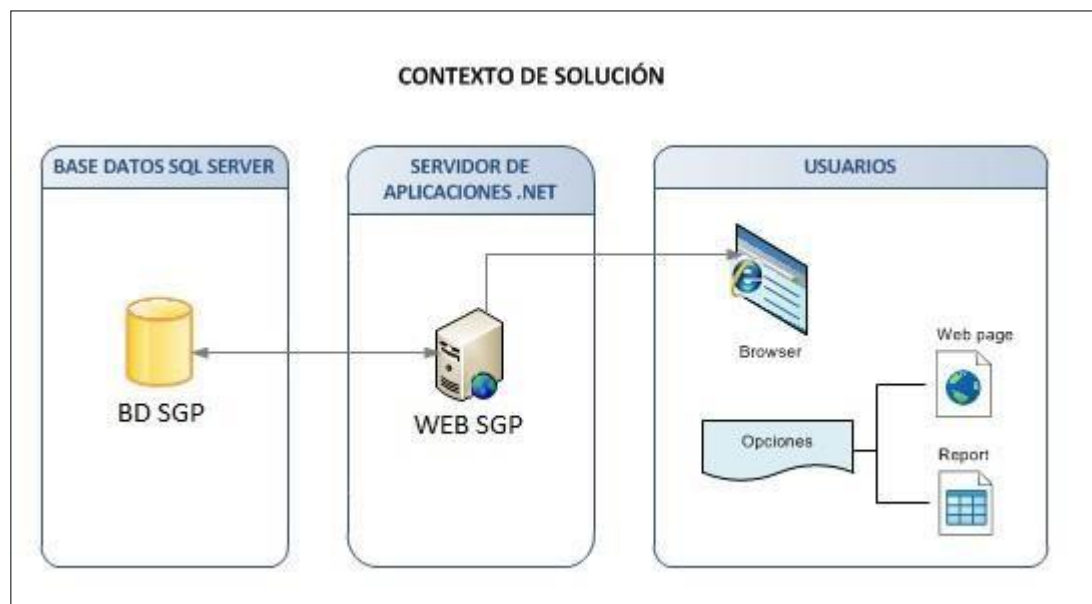 CONTEXTO DE SOLUCIÓN
BASE DATOS SQL SERVER
BD SGP
SERVIDOR DE
APLICACIONES .NET
WEB SGP
USUARIOS
Browser
Opciones
Web page
Report